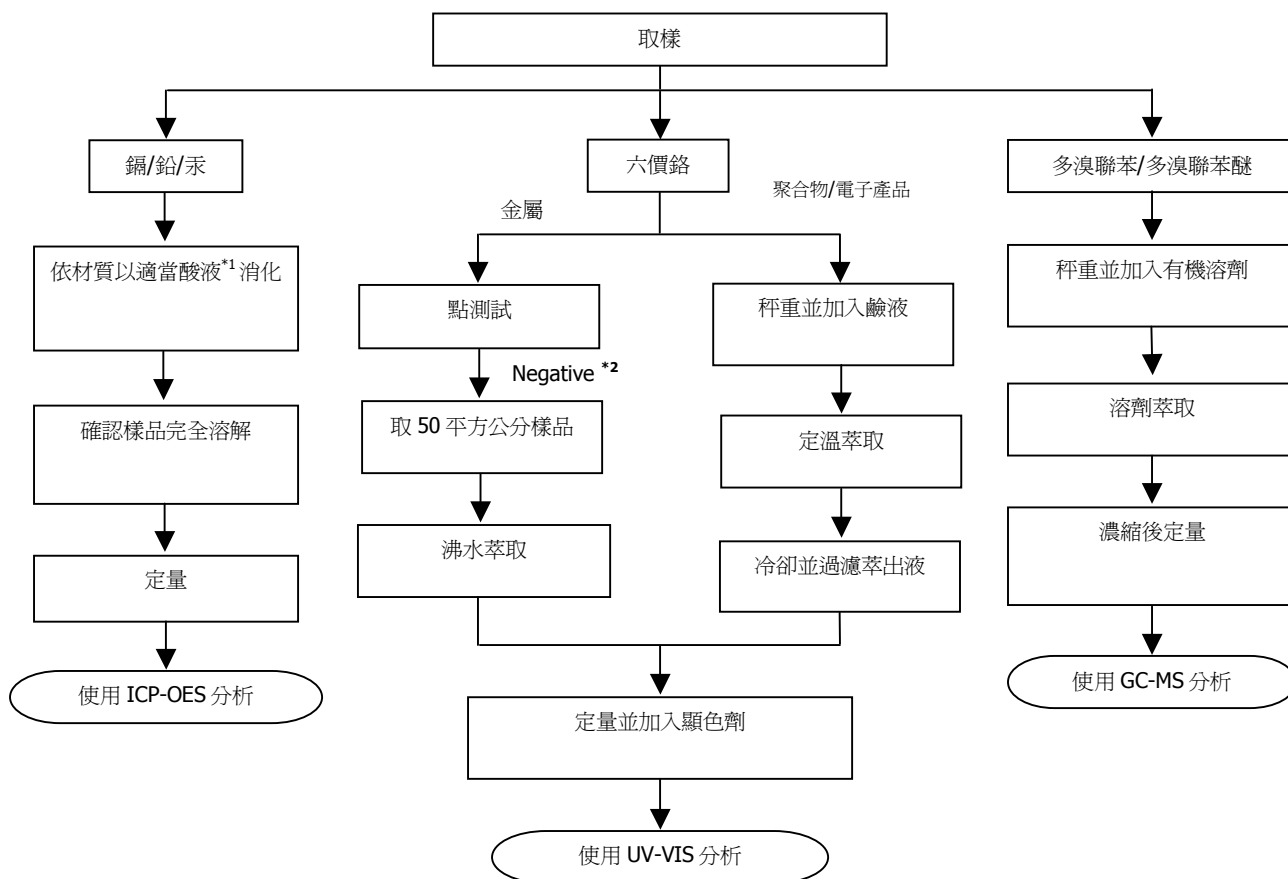 取樣
鎘/鉛/汞
依材質以適當酸液*1 消化
確認樣品完全溶解
定量
使用 ICP-OES 分析
六價鉻
金屬
聚合物/電子產品
點測試
Negative *2
取 50 平方公分樣品
沸水萃取
秤重並加入鹼液
定溫萃取
冷卻並過濾萃出液
定量並加入顯色劑
使用 UV-VIS 分析
多溴聯苯/多溴聯苯醚
秤重並加入有機溶劑
溶劑萃取
濃縮後定量
使用 GC-MS 分析